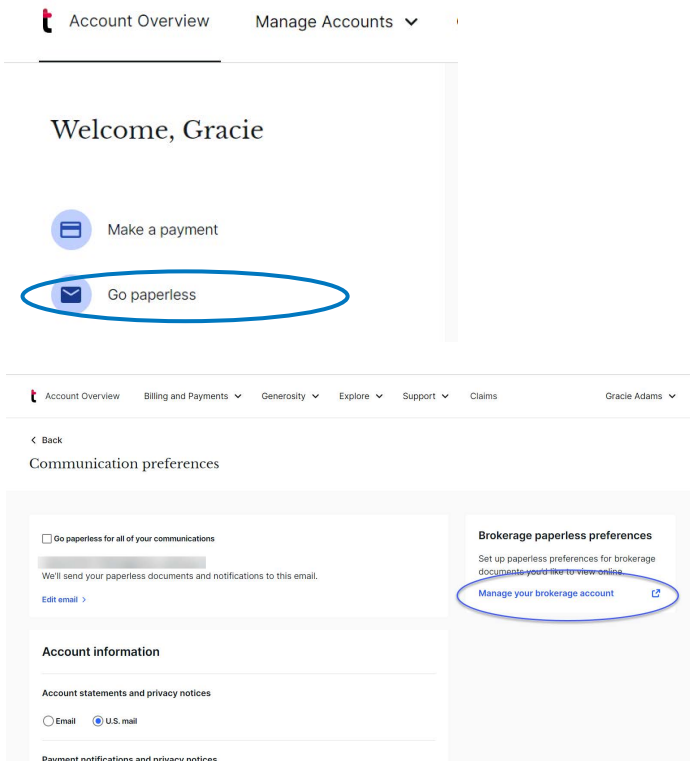 Account Overview Manage Accounts
Welcome, Gracie
Make a payment
Go paperless
Account Overview Billing and Payments Generosity Explore Support Claims Gracie Adams
Back
Communication preferences
Go paperless for all of your communications
We'll send your paperless documents and notifications to this email.
Edit email
Account information
Account statements and privacy notices
Email U.S. mail
Payment notifications and privacy notices
Brokerage paperless preferences
Set up paperless preferences for brokerage
documents you'd like to view online.
Manage your brokerage account